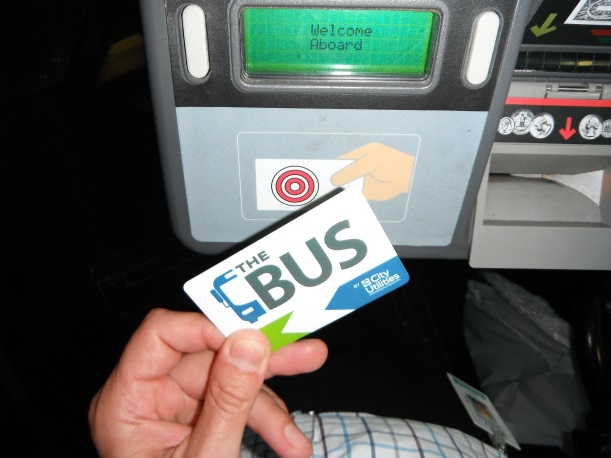 Welcome
Aboard
THE
BUS
BY City
Utilities